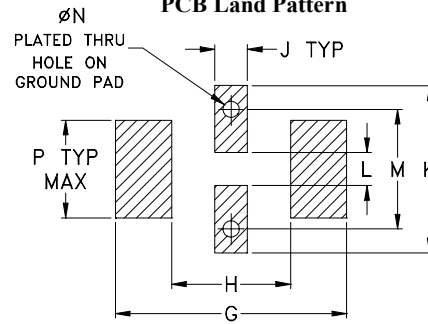 PCB Land Pattern
øN
PLATED THRU
HOLE ON
GROUND PAD
J TYP
P TYP
MAX
L
M
K
H
G